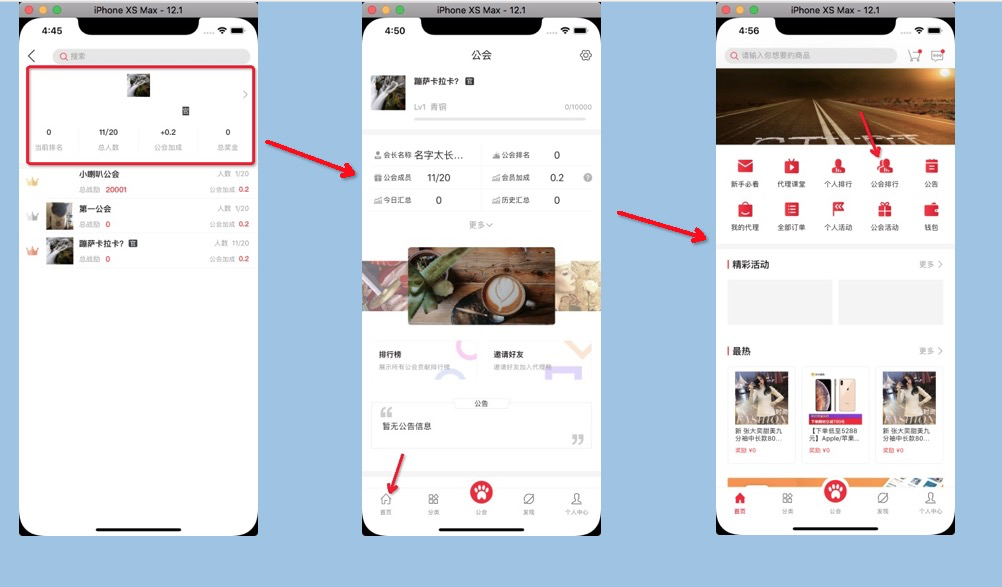 iPhone XS Max - 12.1
4:45
搜索
官
0
11/20
+0.2
0
当前排名
总人数
公会加成
总奖金
小喇叭公会
人数 1/20
总战励 20001
公会加成 0.2
第一公会
人数 1/20
总战励 0
公会加成 0.2
蹦萨卡拉卡? 官
人数 11/20
总战励 0
公会加成 0.2
iPhone XS Max - 12.1
4:50
公会
蹦萨卡拉卡? 官
Lv1 青铜
0/10000
会长名称 名字太长...
公会排名 0
公会成员 11/20
会员加成 0.2 ?
今日汇总 0
历史汇总 0
更多
排行榜
展示所有公会贡献排行榜
邀请好友
邀请好友加入代理榜
公告
暂无公告信息
首页
分类
公会
发现
个人中心
iPhone XS Max - 12.1
4:56
请输入你想要的商品
新手必看
代理课堂
个人排行
公会排行
公告
我的代理
全部订单
个人活动
公会活动
钱包
精彩活动
更多
最热
更多
新 张大奕甜美九
分袖中长款80...
奖励 ¥0
【下单低至5288
元】Apple/苹果...
奖励 ¥0
新 张大奕甜美九
分袖中长款80...
奖励 ¥0
首页
分类
公会
发现
个人中心